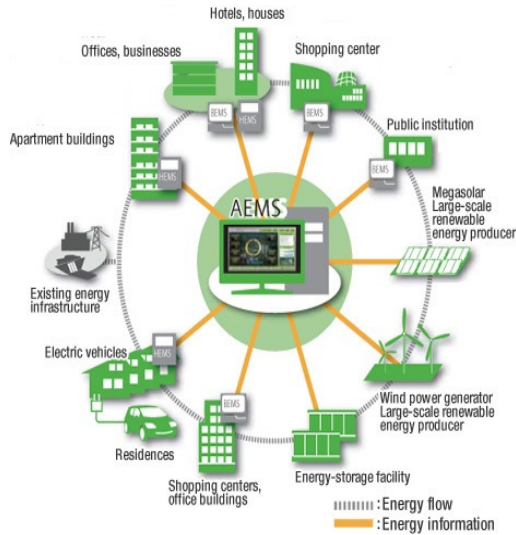 Hotels, houses
Offices, businesses
Shopping center
BEMS
HEMS
BEMS
Public institution
Apartment buildings
HEMS
BEMS
AEMS
Megasolar
Large-scale
renewable
energy producer
Existing energy
infrastructure
Electric vehicles
HEMS
BEMS
Wind power generator
Large-scale renewable
energy producer
Residences
Shopping centers,
office buildings
Energy-storage facility
: Energy flow
: Energy information